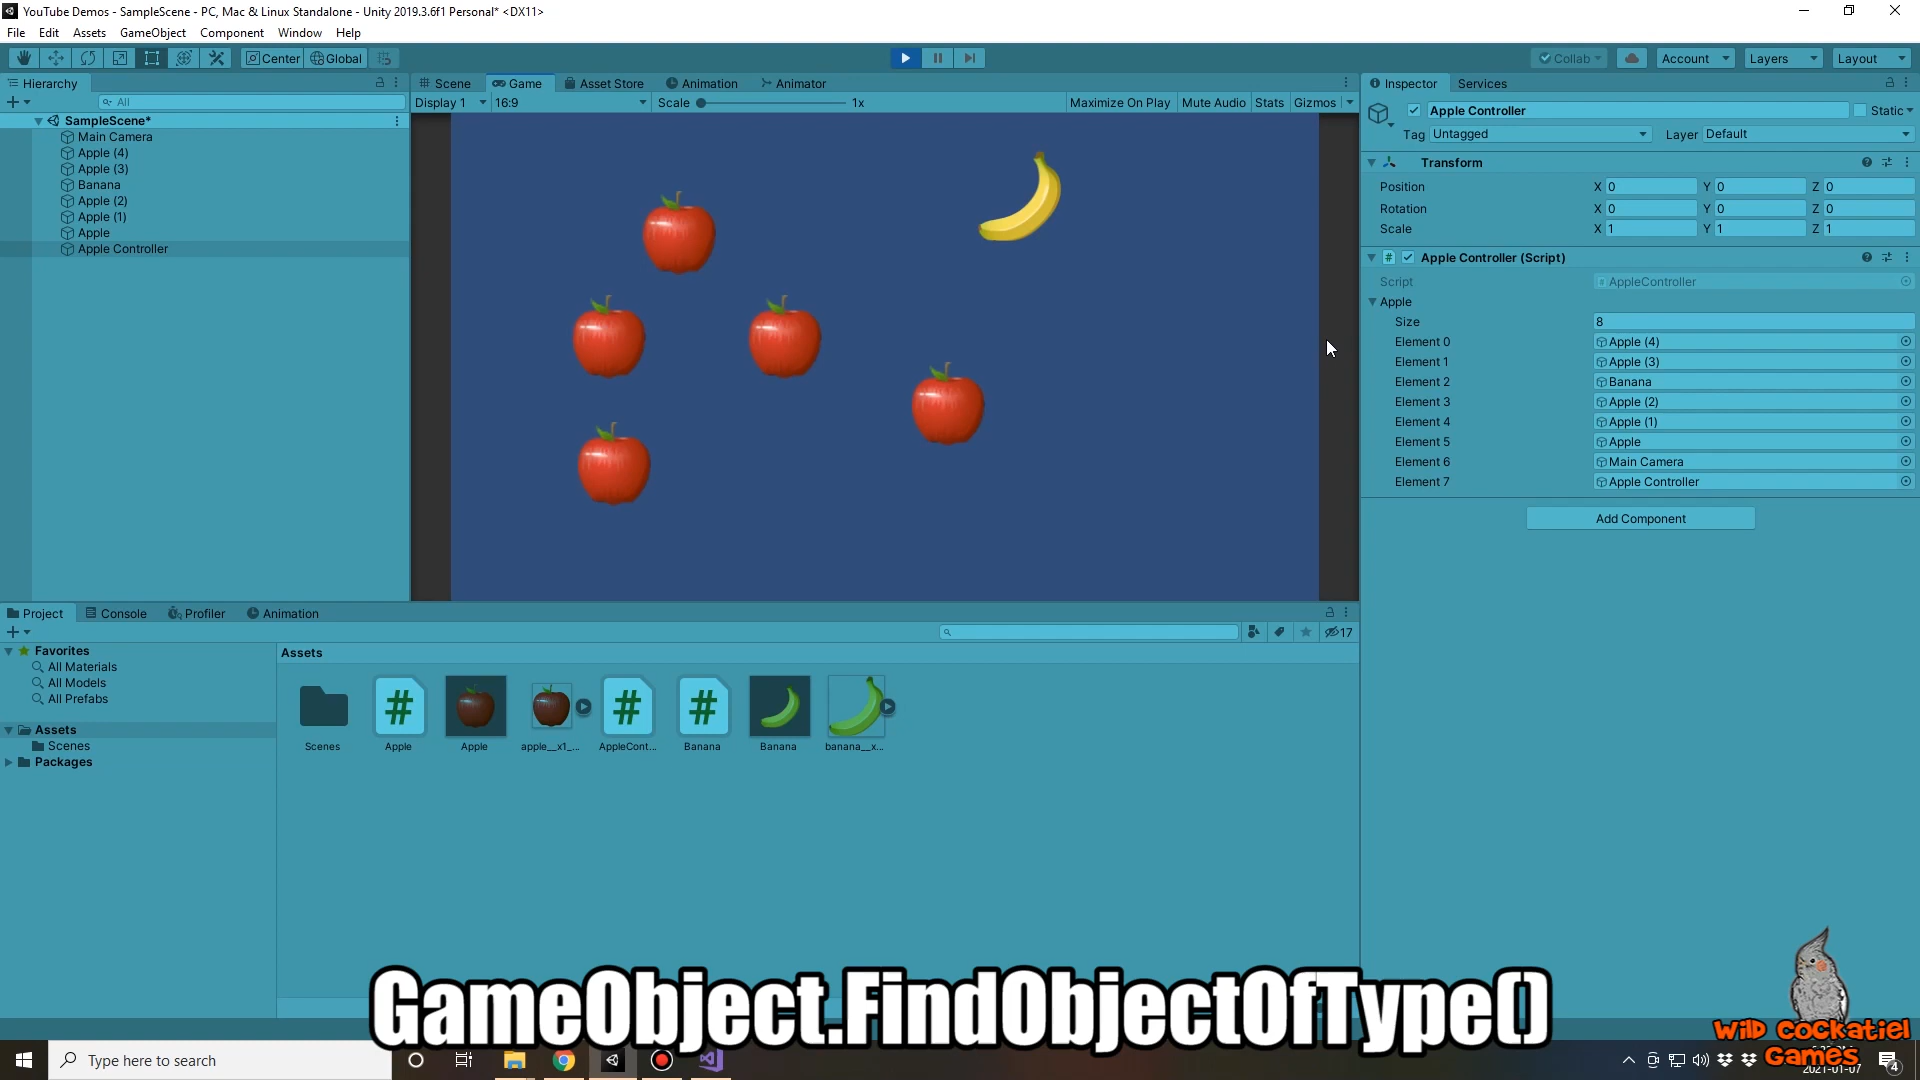 YouTube Demos - SampleScene - PC, Mac & Linux Standalone - Unity 2019.3.6f1 Personal* <DX11>
File Edit Assets GameObject Component Window Help
Center Global Collab Account Layers Layout
Hierarchy
All
SampleScene*
Main Camera
Apple (4)
Apple (3)
Banana
Apple (2)
Apple (1)
Apple
Apple Controller
Scene Game Asset Store Animation Animator
Display 1 16:9 Scale 1x Maximize On Play Mute Audio Stats Gizmos
Inspector Services
Apple Controller Static
Tag Untagged Layer Default
Transform
Position X 0 Y 0 Z 0
Rotation X 0 Y 0 Z 0
Scale X 1 Y 1 Z 1
# Apple Controller (Script)
Script AppleController
Apple
Size 8
Element 0 Apple (4)
Element 1 Apple (3)
Element 2 Banana
Element 3 Apple (2)
Element 4 Apple (1)
Element 5 Apple
Element 6 Main Camera
Element 7 Apple Controller
Add Component
Project Console Profiler Animation
17
Favorites
All Materials
All Models
All Prefabs
Assets
Scenes
Packages
Assets
# # #
Scenes Apple Apple apple__x1_... AppleCont... Banana Banana banana__x...
GameObject.FindObjectOfType()
Wild Cockatiel
Games
Type here to search
2021-01-07
4